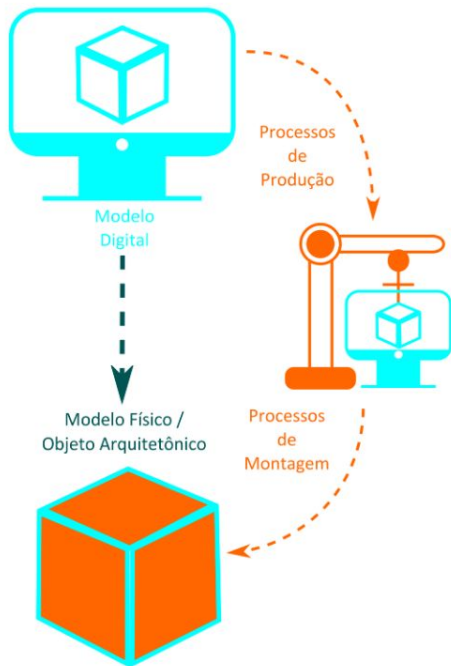 Processos
de
Produção
Modelo
Digital
Modelo Físico /
Objeto Arquitetônico
Processos
de
Montagem